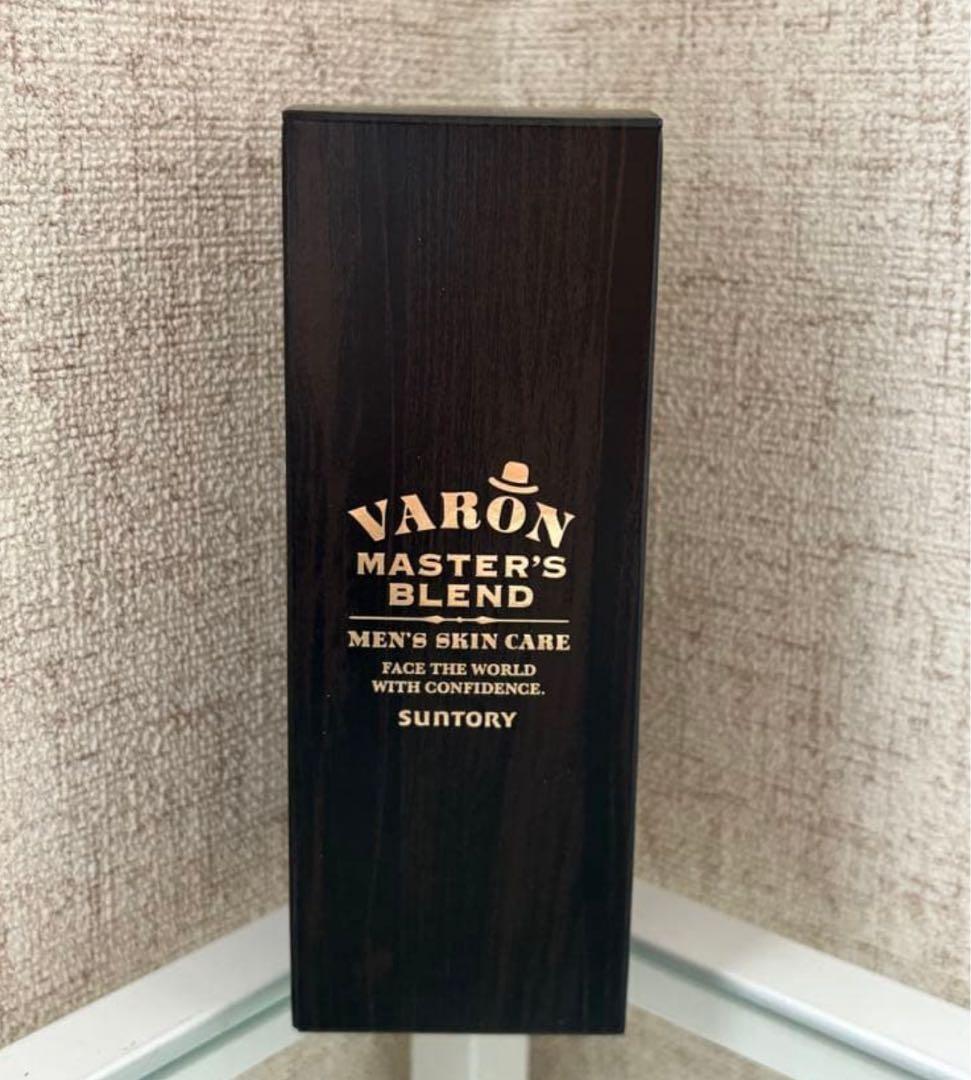 VARON
MASTER'S
BLEND
MEN'S SKIN CARE
FACE THE WORLD
WITH CONFIDENCE.
SUNTORY